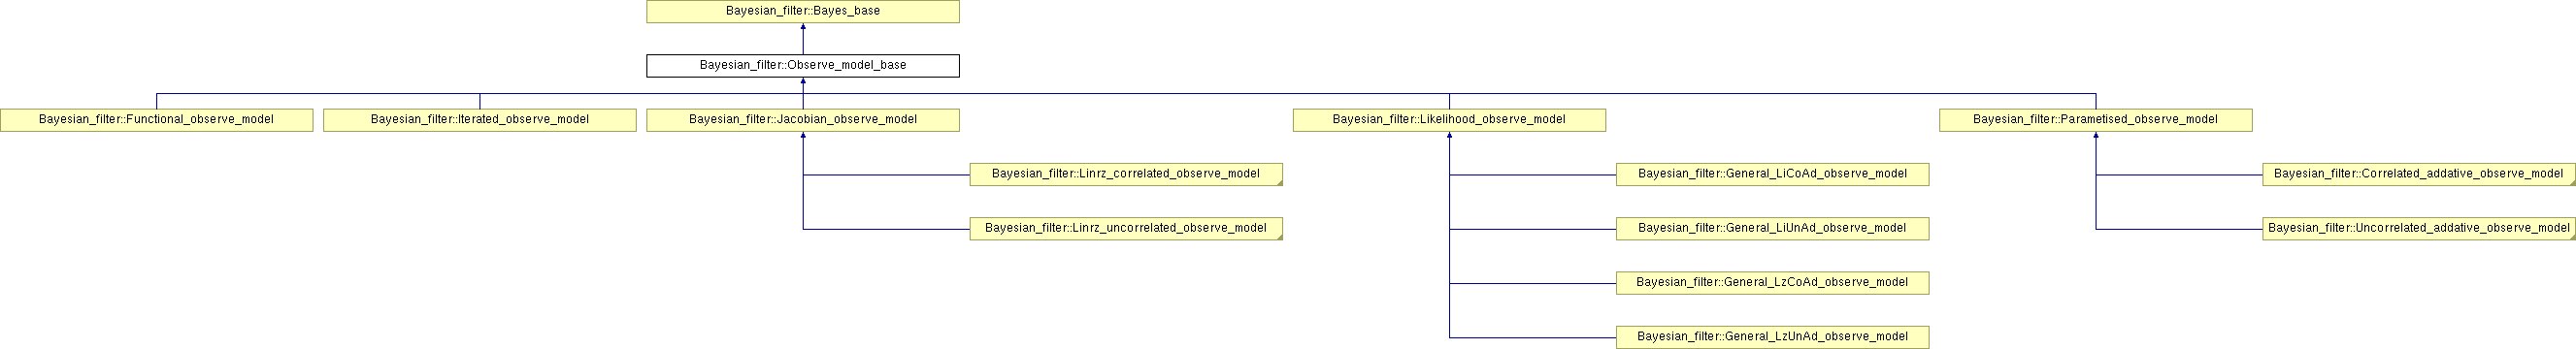 Bayesian_filter::Bayes_base
Bayesian_filter::Observe_model_base
Bayesian_filter::Functional_observe_model
Bayesian_filter::Iterated_observe_model
Bayesian_filter::Jacobian_observe_model
Bayesian_filter::Likelihood_observe_model
Bayesian_filter::Parametised_observe_model
Bayesian_filter::Linrz_correlated_observe_model
Bayesian_filter::General_LiCoAd_observe_model
Bayesian_filter::Correlated_addative_observe_model
Bayesian_filter::Linrz_uncorrelated_observe_model
Bayesian_filter::General_LiUnAd_observe_model
Bayesian_filter::Uncorrelated_addative_observe_model
Bayesian_filter::General_LzCoAd_observe_model
Bayesian_filter::General_LzUnAd_observe_model